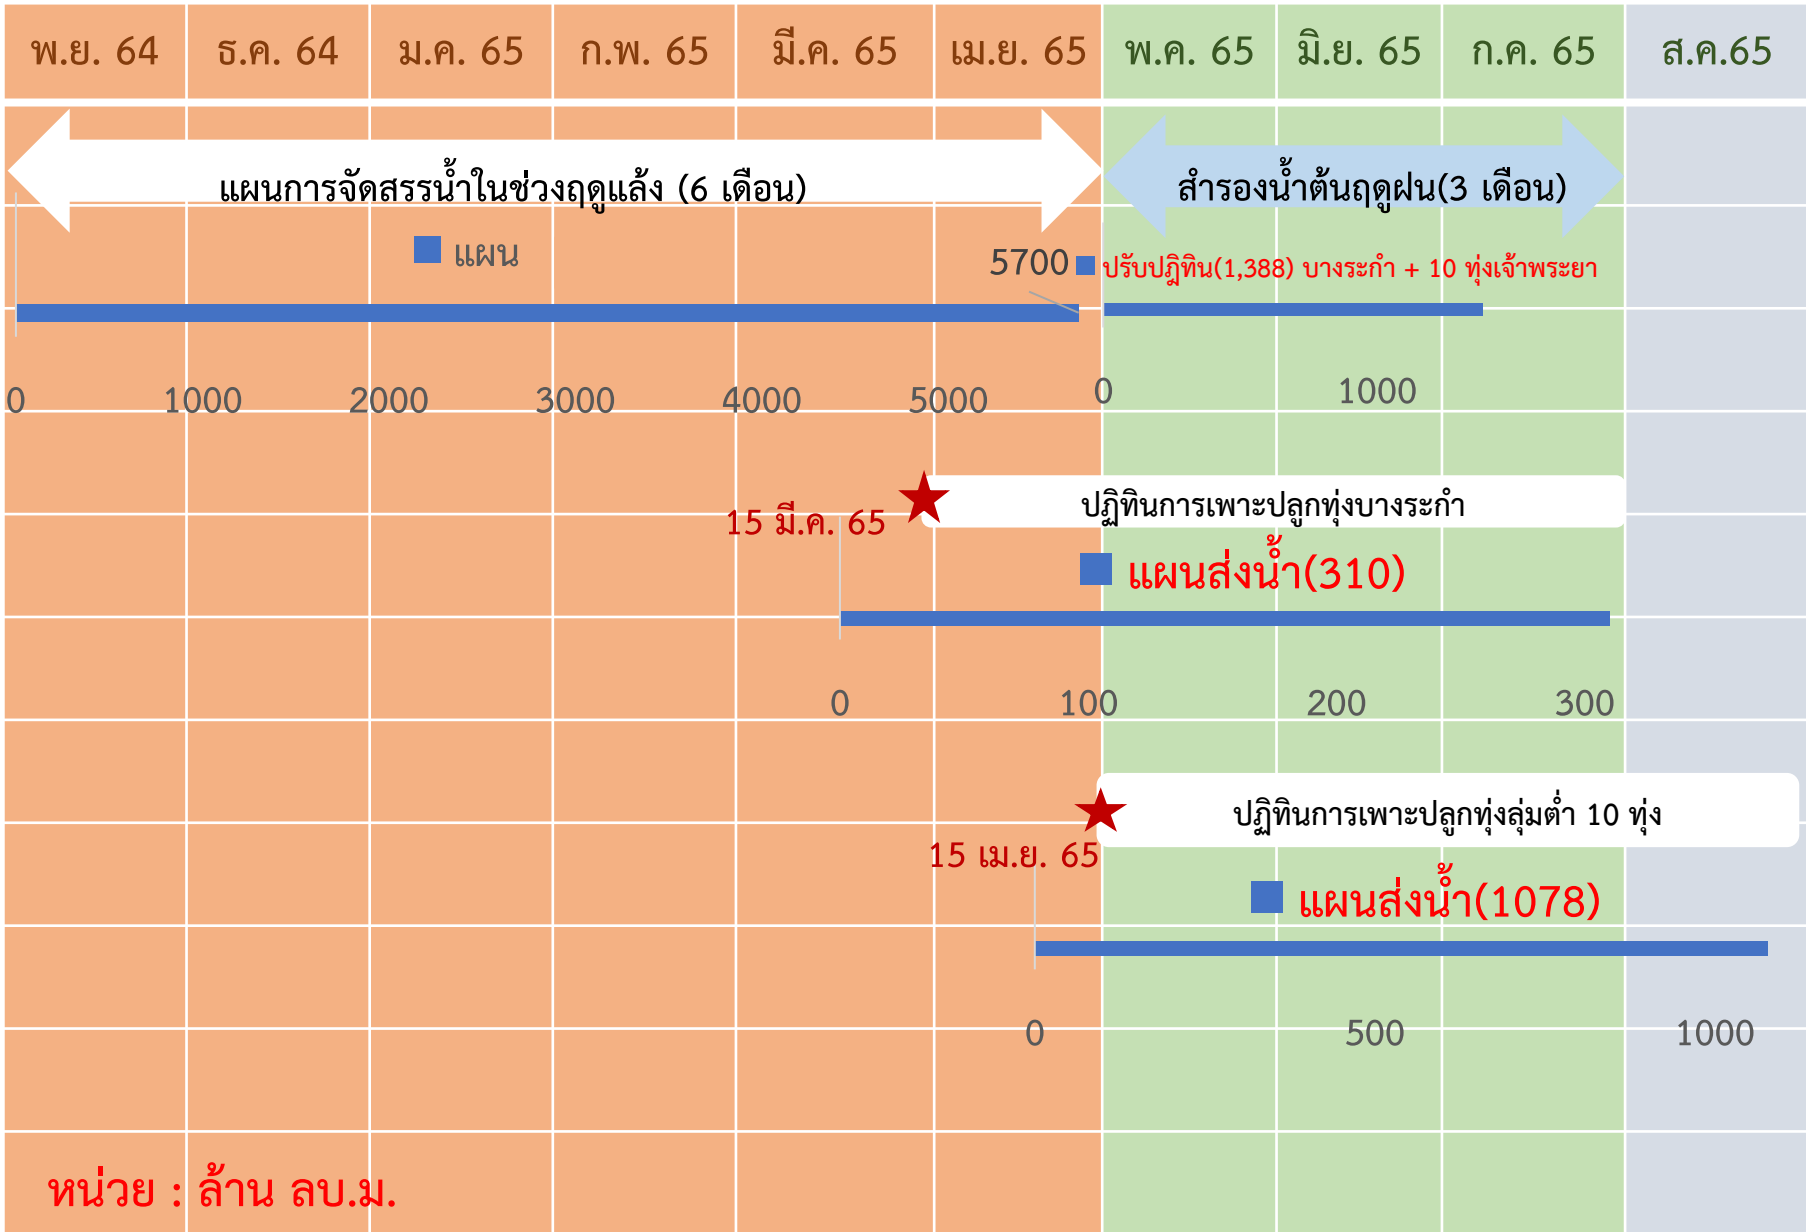 พ.ย. 64 ธ.ค. 64 ม.ค. 65 ก.พ. 65 มี.ค. 65 เม.ย. 65 พ.ค. 65 มิ.ย. 65 ก.ค. 65 ส.ค.65
แผนการจัดสรรน้ำในช่วงฤดูแล้ง (6 เดือน)
สำรองน้ำต้นฤดูฝน(3 เดือน)
แผน
5700
ปรับปฎิทิน(1,388) บางระกำ + 10 ทุ่งเจ้าพระยา
0 1000 2000 3000 4000 5000
0 1000
ปฏิทินการเพาะปลูกทุ่งบางระกำ
15 มี.ค. 65
แผนส่งน้ำ(310)
0 100 200 300
ปฏิทินการเพาะปลูกทุ่งลุ่มต่ำ 10 ทุ่ง
15 เม.ย. 65
แผนส่งน้ำ(1078)
0 500 1000
หน่วย : ล้าน ลบ.ม.